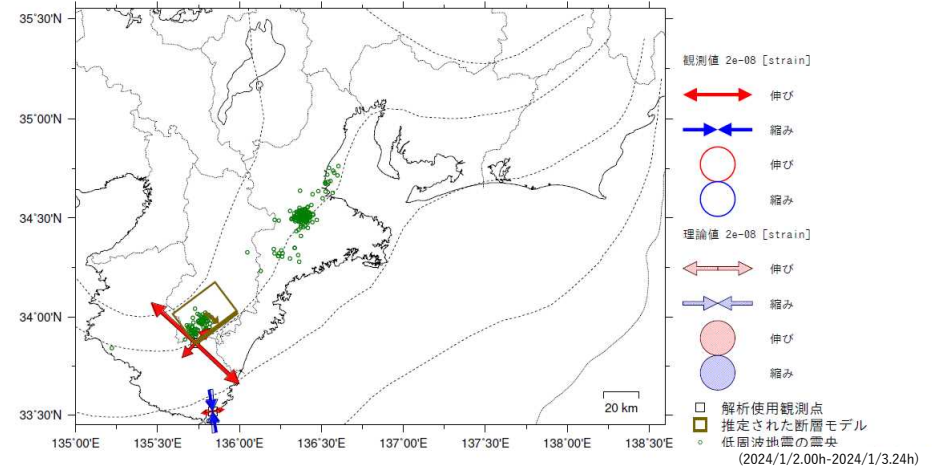 35°30'N
35°00'N
34°30'N
34°00'N
33°30'N
135°00'E 135°30'E 136°00'E 136°30'E 137°00'E 137°30'E 138°00'E 138°30'E
20 km
観測値 2e-08 [strain]
伸び
縮み
伸び
縮み
理論値 2e-08 [strain]
伸び
縮み
伸び
縮み
解析使用観測点
推定された断層モデル
低周波地震の震央
(2024/1/2.00h-2024/1/3.24h)